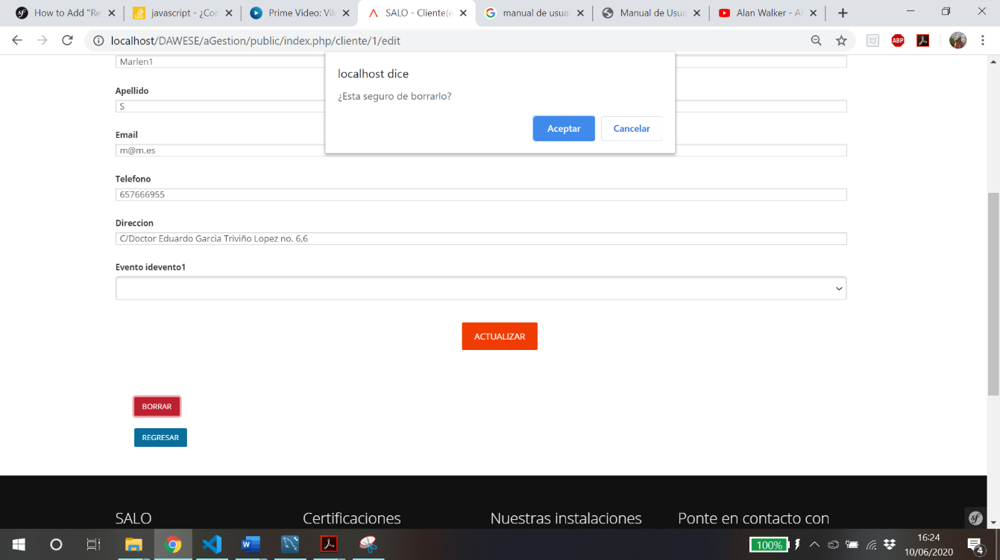 How to Add "Re
javascript - ¿Cor
Prime Video: Vik
SALO - Cliente(e
manual de usua
Manual de Usua
Alan Walker - Al
localhost/DAWESE/aGestion/public/index.php/cliente/1/edit
ABP
localhost dice
¿Esta seguro de borrarlo?
Aceptar
Cancelar
Marlen1
Apellido
S
Email
m@m.es
Telefono
657666955
Direccion
C/Doctor Eduardo Garcia Triviño Lopez no. 6,6
Evento idevento1
ACTUALIZAR
BORRAR
REGRESAR
SALO
Certificaciones
Nuestras instalaciones
Ponte en contacto con
sf
100%
16:24
10/06/2020
4